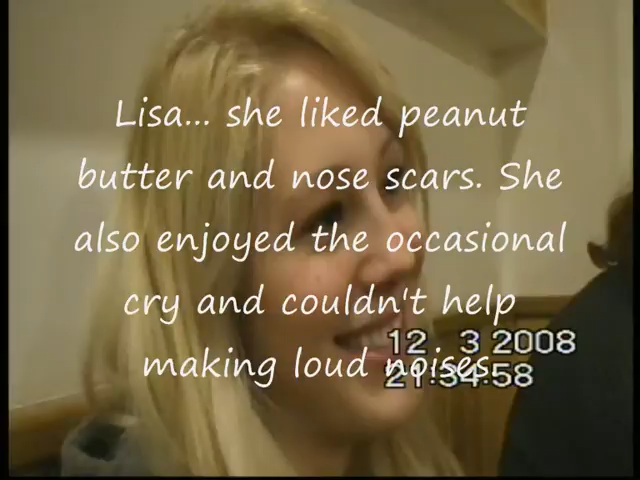 Lisa... she liked peanut
butter and nose scars. She
also enjoyed the occasional
cry and couldn't help
making loud noises.
12. 3.2008
21:34:58